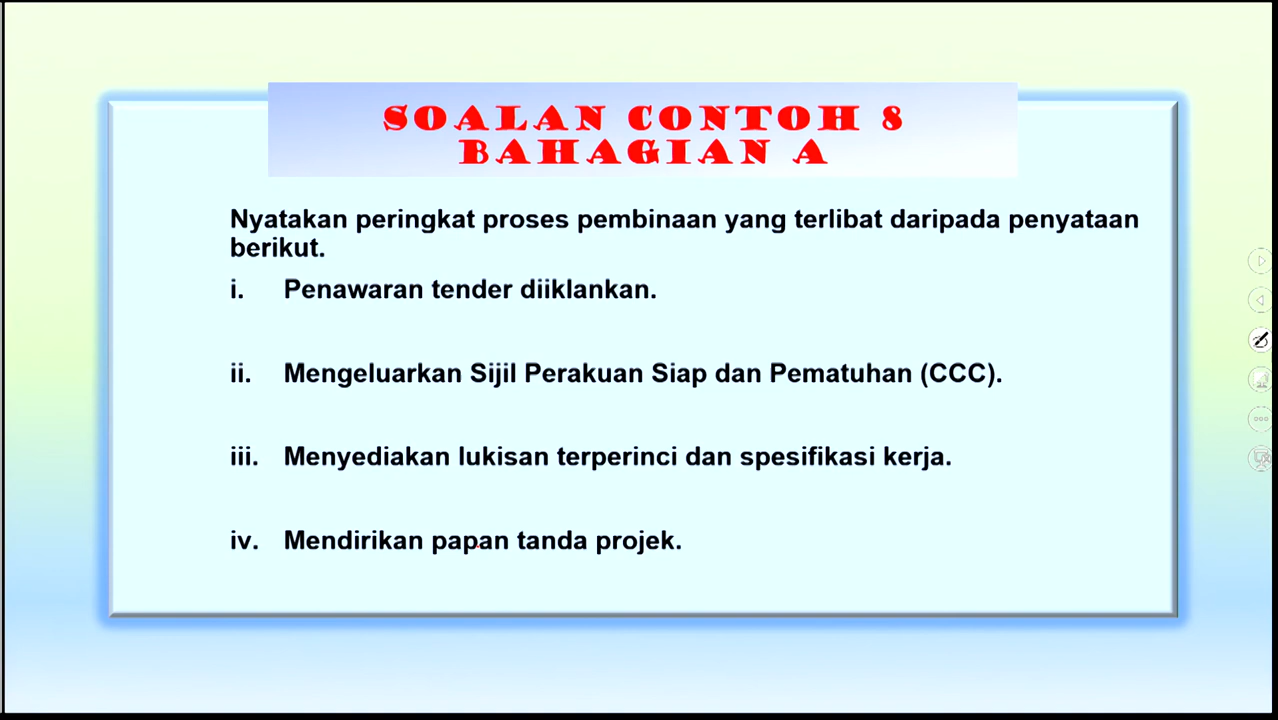 SOALAN CONTOH 8
BAHAGIAN A
Nyatakan peringkat proses pembinaan yang terlibat daripada penyataan
berikut.
i. Penawaran tender diiklankan.
ii. Mengeluarkan Sijil Perakuan Siap dan Pematuhan (CCC).
iii. Menyediakan lukisan terperinci dan spesifikasi kerja.
iv. Mendirikan papan tanda projek.